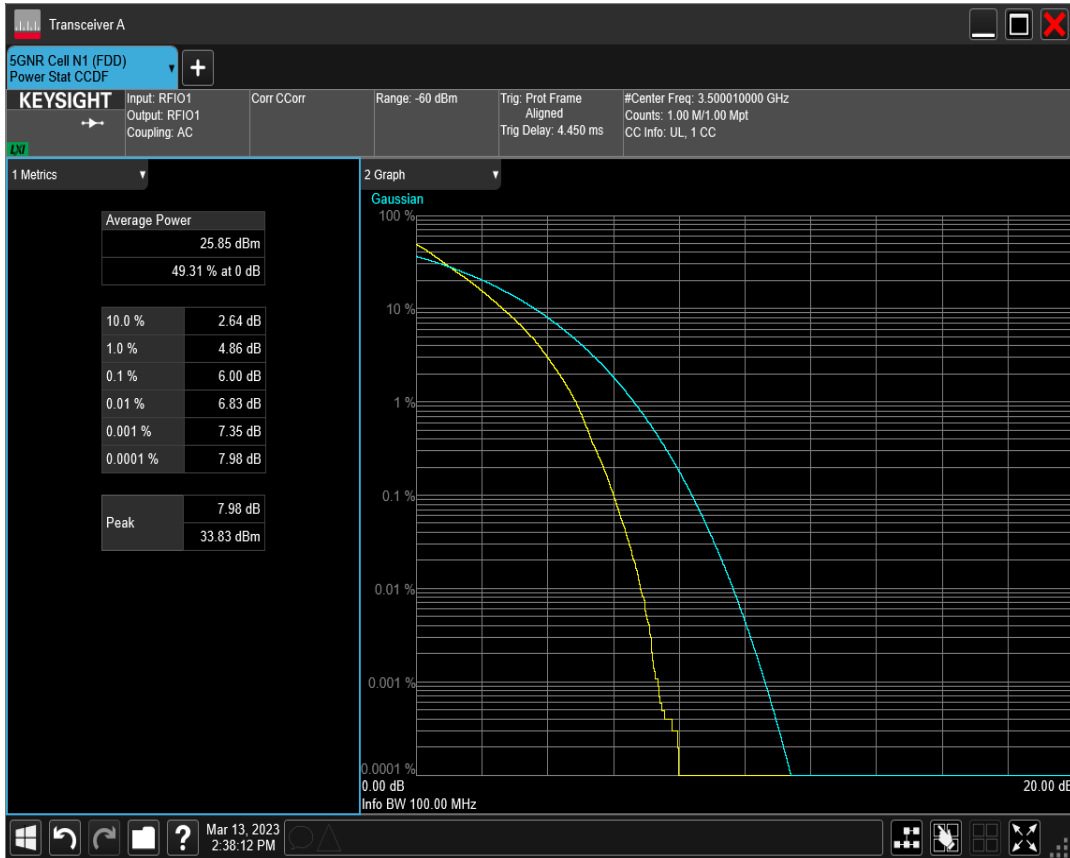 Transceiver A
5GNR Cell N1 (FDD)
Power Stat CCDF
+
KEYSIGHT
LXI
Input: RFIO1
Output: RFIO1
Coupling: AC
Corr CCorr
Range: -60 dBm
Trig: Prot Frame
Aligned
Trig Delay: 4.450 ms
#Center Freq: 3.500010000 GHz
Counts: 1.00 M/1.00 Mpt
CC Info: UL, 1 CC
1 Metrics
Average Power
25.85 dBm
49.31 % at 0 dB
10.0 % 2.64 dB
1.0 % 4.86 dB
0.1 % 6.00 dB
0.01 % 6.83 dB
0.001 % 7.35 dB
0.0001 % 7.98 dB
Peak 7.98 dB
33.83 dBm
2 Graph
Gaussian
100 %
10 %
1 %
0.1 %
0.01 %
0.001 %
0.0001 %
0.00 dB 20.00 dB
Info BW 100.00 MHz
? Mar 13, 2023
2:38:12 PM